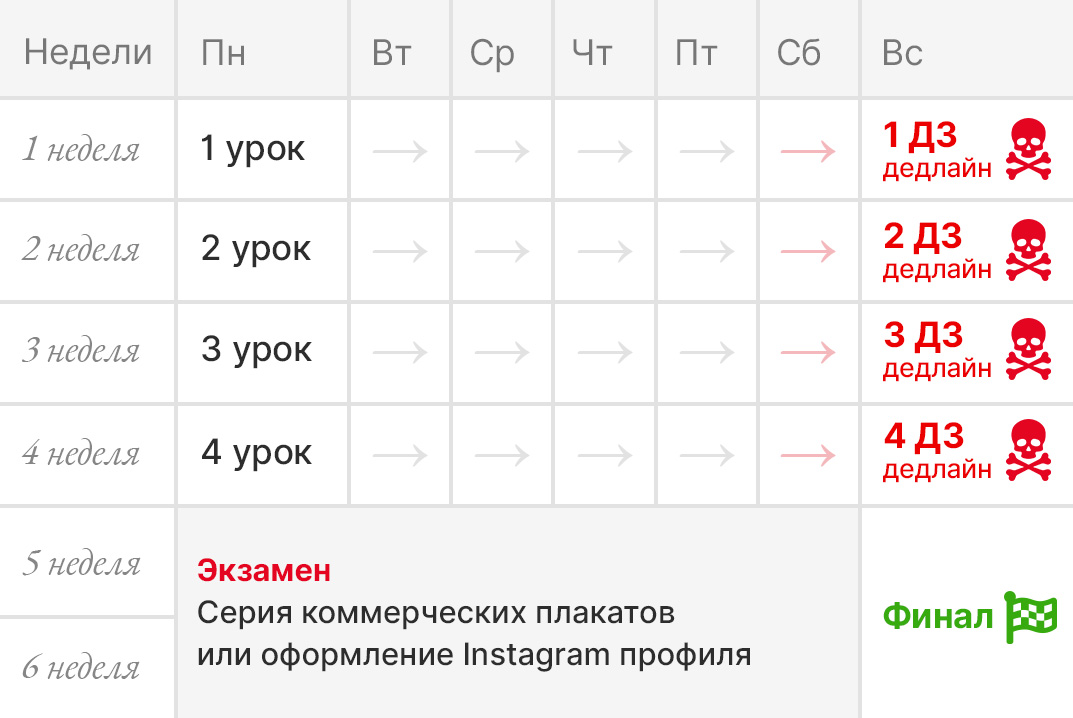 Недели Пн Вт Ср Чт Пт Сб Вс
1 неделя 1 урок → → → → → 1 ДЗ
дедлайн
2 неделя 2 урок → → → → → 2 ДЗ
дедлайн
3 неделя 3 урок → → → → → 3 ДЗ
дедлайн
4 неделя 4 урок → → → → → 4 ДЗ
дедлайн
5 неделя
6 неделя
Экзамен
Серия коммерческих плакатов
или оформление Instagram профиля
Финал